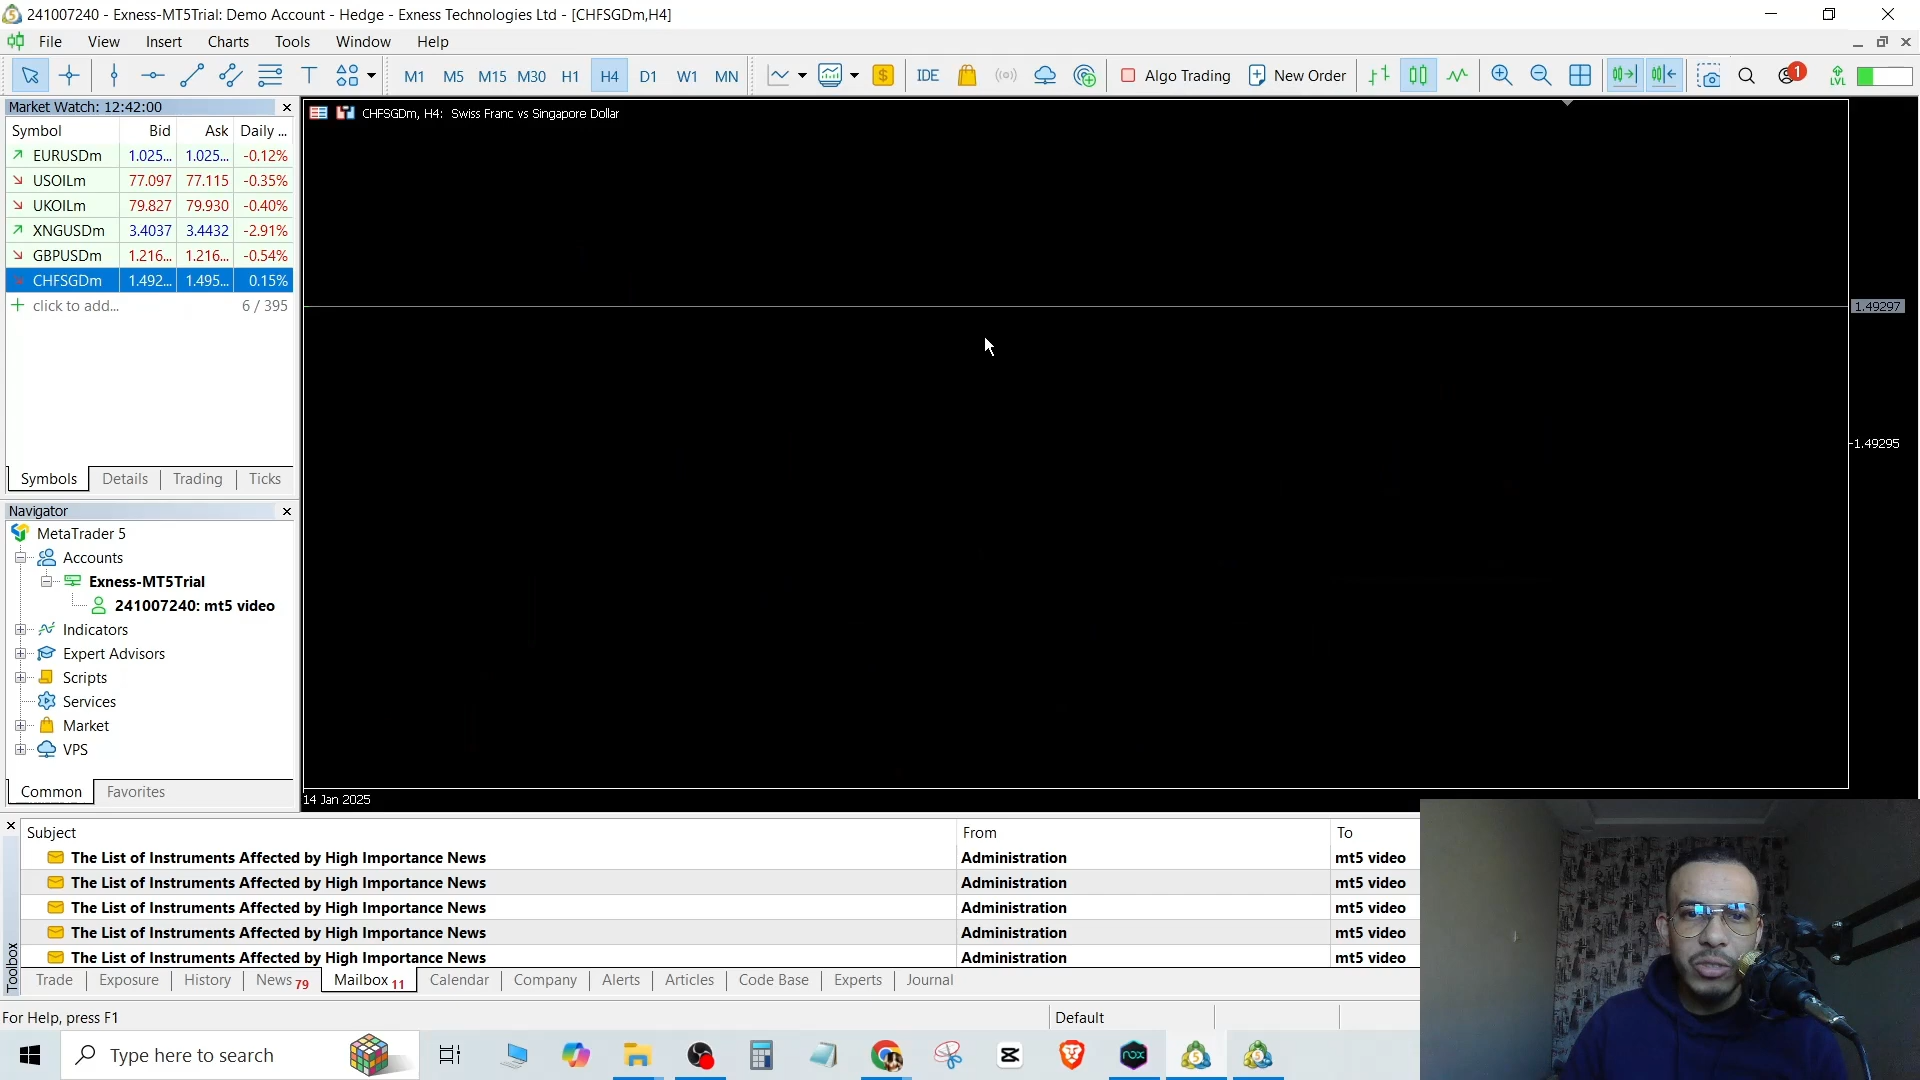 241007240 - Exness-MT5Trial: Demo Account - Hedge - Exness Technologies Ltd - [CHFSGDm,H4]
File View Insert Charts Tools Window Help
M1 M5 M15 M30 H1 H4 D1 W1 MN IDE Algo Trading New Order 1 LVL
Market Watch: 12:42:00
Symbol Bid Ask Daily ...
EURUSDm 1.025... 1.025... -0.12%
USOILm 77.097 77.115 -0.35%
UKOILm 79.827 79.930 -0.40%
XNGUSDm 3.4037 3.4432 -2.91%
GBPUSDm 1.216... 1.216... -0.54%
CHFSGDm 1.492... 1.495... 0.15%
click to add... 6 / 395
Symbols Details Trading Ticks
Navigator
MetaTrader 5
Accounts
Exness-MT5Trial
241007240: mt5 video
Indicators
Expert Advisors
Scripts
Services
Market
VPS
Common Favorites
CHFSGDm, H4: Swiss Franc vs Singapore Dollar
1.49297
1.49295
14 Jan 2025
Toolbox
Subject From To
The List of Instruments Affected by High Importance News Administration mt5 video
The List of Instruments Affected by High Importance News Administration mt5 video
The List of Instruments Affected by High Importance News Administration mt5 video
The List of Instruments Affected by High Importance News Administration mt5 video
The List of Instruments Affected by High Importance News Administration mt5 video
Trade Exposure History News 79 Mailbox 11 Calendar Company Alerts Articles Code Base Experts Journal
For Help, press F1 Default
Type here to search
nox